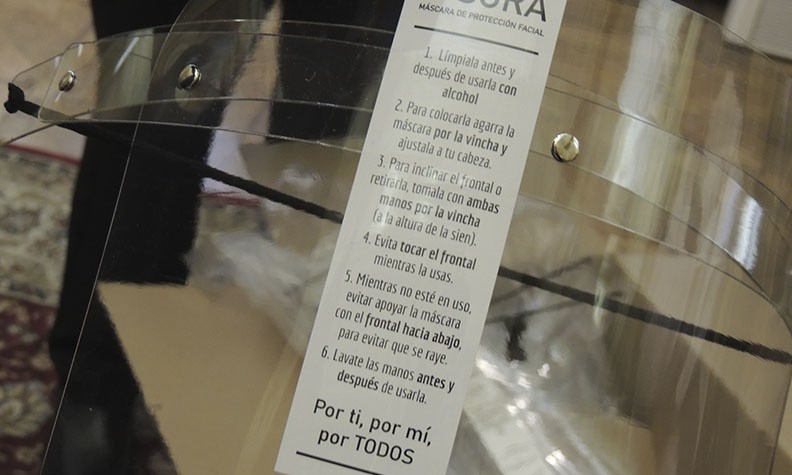 MÁSCARA DE PROTECCIÓN FACIAL
1. Límpiala antes y
después de usarla con
alcohol
2. Para colocarla agarra la
máscara por la vincha y
ajustala a tu cabeza.
3. Para inclinar el frontal o
retirarla, tomála con ambas
manos por la vincha
(a la altura de la sien).
4. Evita tocar el frontal
mientras la usas.
5. Mientras no esté en uso,
evitar apoyar la máscara
con el frontal hacia abajo,
para evitar que se raye.
6. Lavate las manos antes y
después de usarla.
Por ti, por mí,
por TODOS